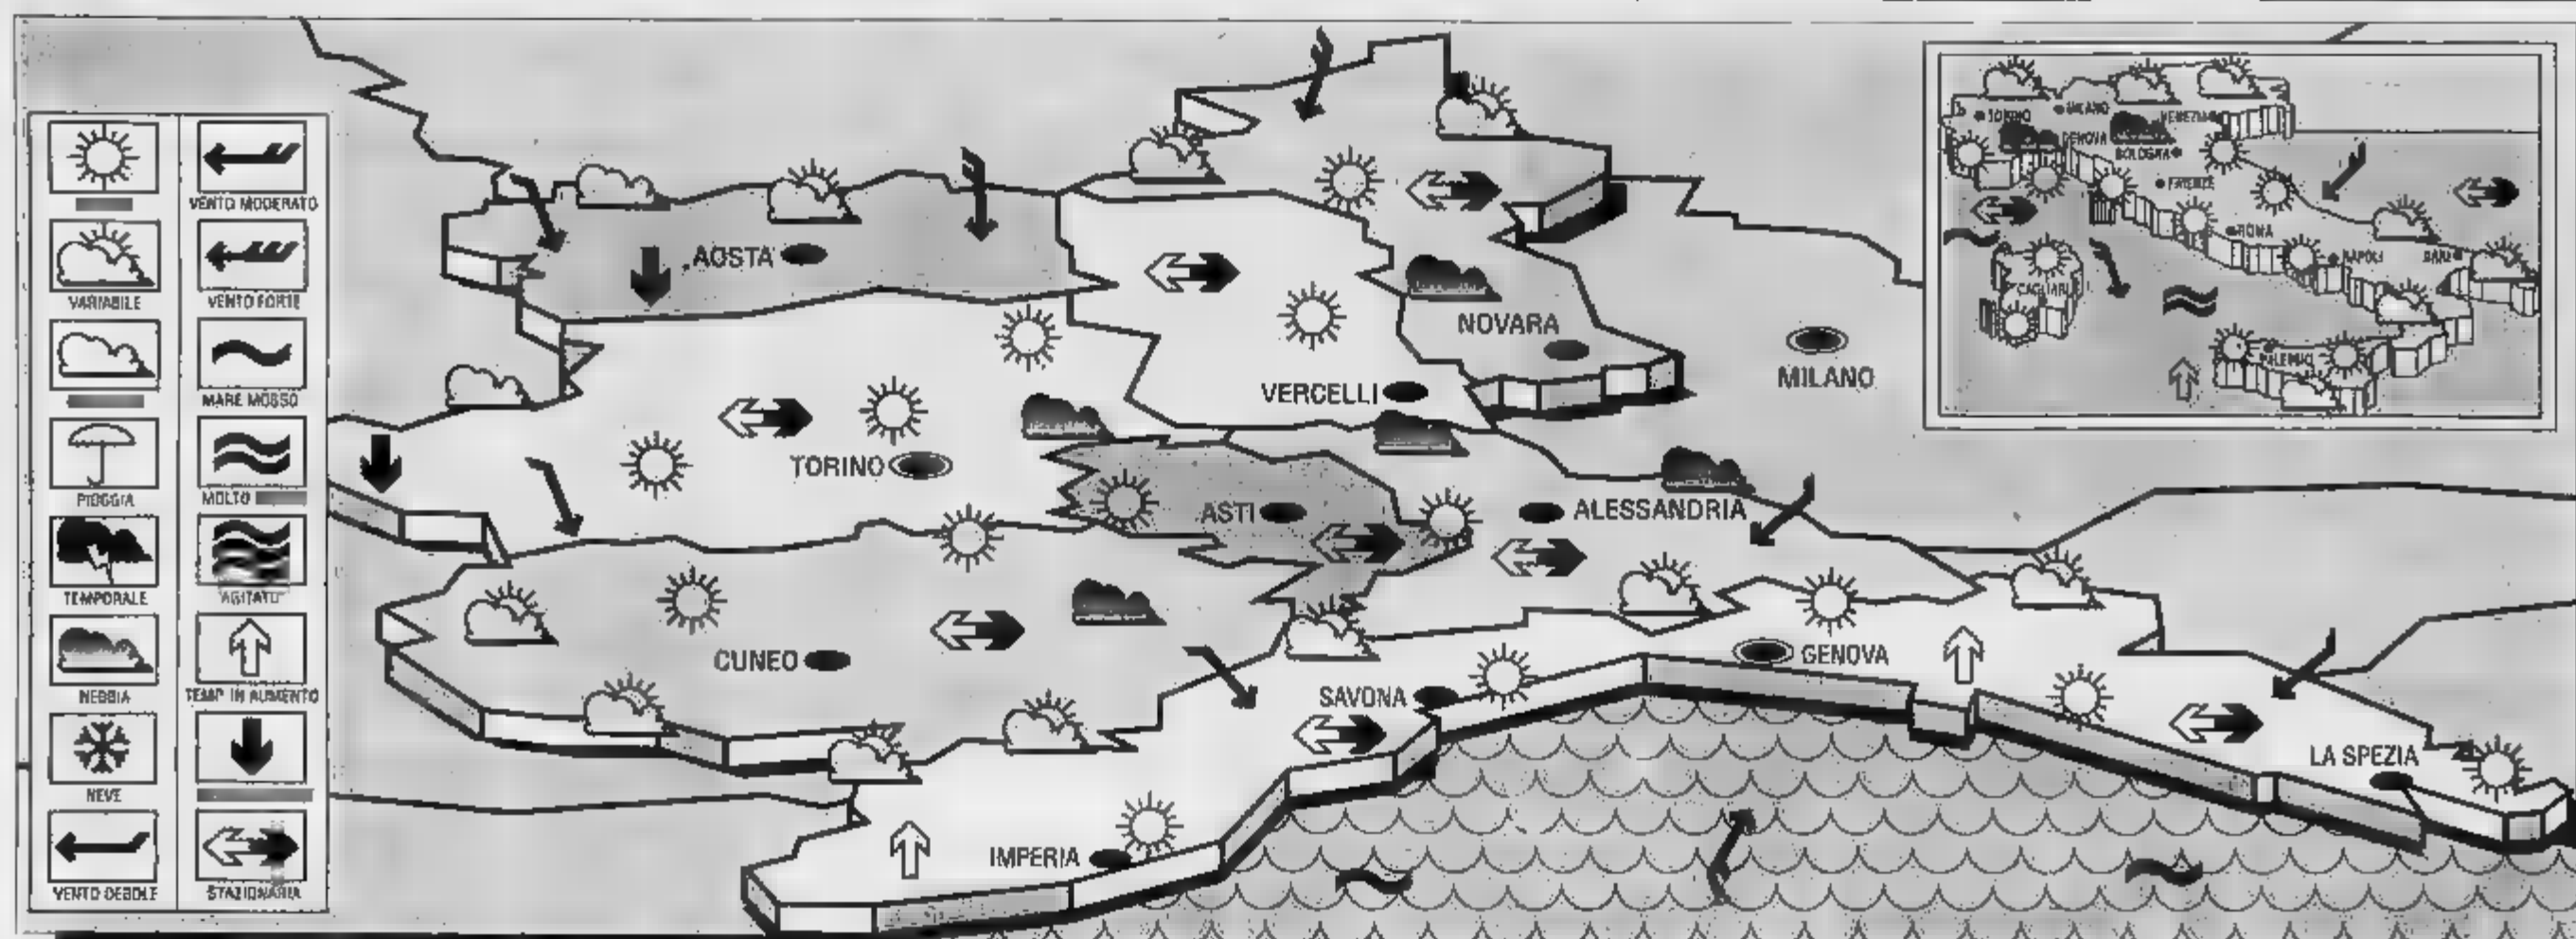 VARIABILE
PIOGGIA
TEMPORALE
NEBBIA
NEVE
VENTO DEBOLE
VENTO MODERATO
VENTO FORTE
MARE MOSSO
MOLTO
AGITATO
TEMP. IN AUMENTO
STAZIONARIA
AOSTA
NOVARA
MILANO
VERCELLI
TORINO
ASTI
ALESSANDRIA
CUNEO
GENOVA
SAVONA
LA SPEZIA
IMPERIA
TORINO
MILANO
VENEZIA
GENOVA
BOLOGNA
FIRENZE
ROMA
NAPOLI
BARI
CAGLIARI
PALERMO